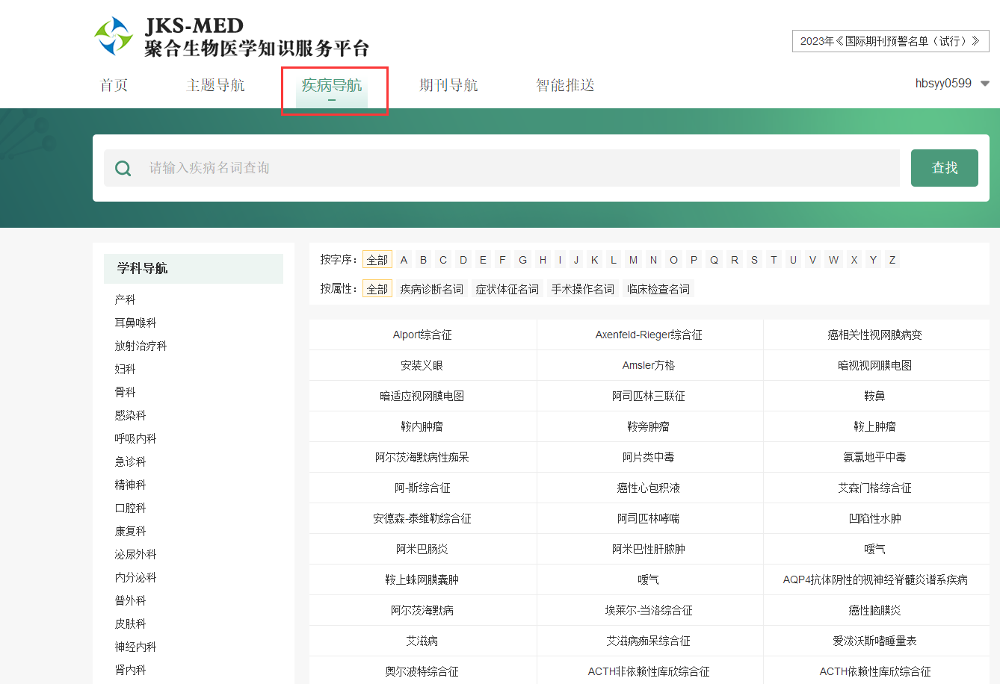 JKS-MED
聚合生物医学知识服务平台
2023年《国际期刊预警名单（试行）》
首页 主题导航 疾病导航 期刊导航 智能推送 hbsyy0599
请输入疾病名词查询 查找
学科导航
产科
耳鼻喉科
放射治疗科
妇科
骨科
感染科
呼吸内科
急诊科
精神科
口腔科
康复科
泌尿外科
内分泌科
普外科
皮肤科
神经内科
肾内科
按字序： 全部 A B C D E F G H I J K L M N O P Q R S T U V W X Y Z
按属性： 全部 疾病诊断名词 症状体征名词 手术操作名词 临床检查名词
Alport综合征 Axenfeld-Rieger综合征 癌相关性视网膜病变
安装义眼 Amsler方格 暗视视网膜电图
暗适应视网膜电图 阿司匹林三联征 鞍鼻
鞍内肿瘤 鞍旁肿瘤 鞍上肿瘤
阿尔茨海默病性痴呆 阿片类中毒 氨氯地平中毒
阿-斯综合征 癌性心包积液 艾森门格综合征
安德森-泰维勒综合征 阿司匹林哮喘 凹陷性水肿
阿米巴肠炎 阿米巴性肝脓肿 嗳气
鞍上蛛网膜囊肿 嗳气 AQP4抗体阴性的视神经脊髓炎谱系疾病
阿尔茨海默病 埃莱尔-当洛综合征 癌性脑膜炎
艾滋病 艾滋病痴呆综合征 爱泼沃斯嗜睡量表
奥尔波特综合征 ACTH非依赖性库欣综合征 ACTH依赖性库欣综合征